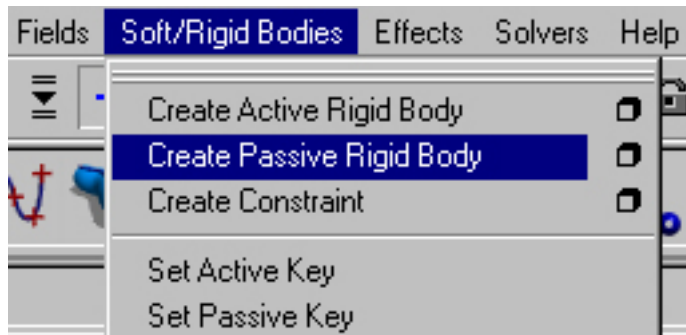 Fields Soft/Rigid Bodies Effects Solvers Help
Create Active Rigid Body
Create Passive Rigid Body
Create Constraint
Set Active Key
Set Passive Key